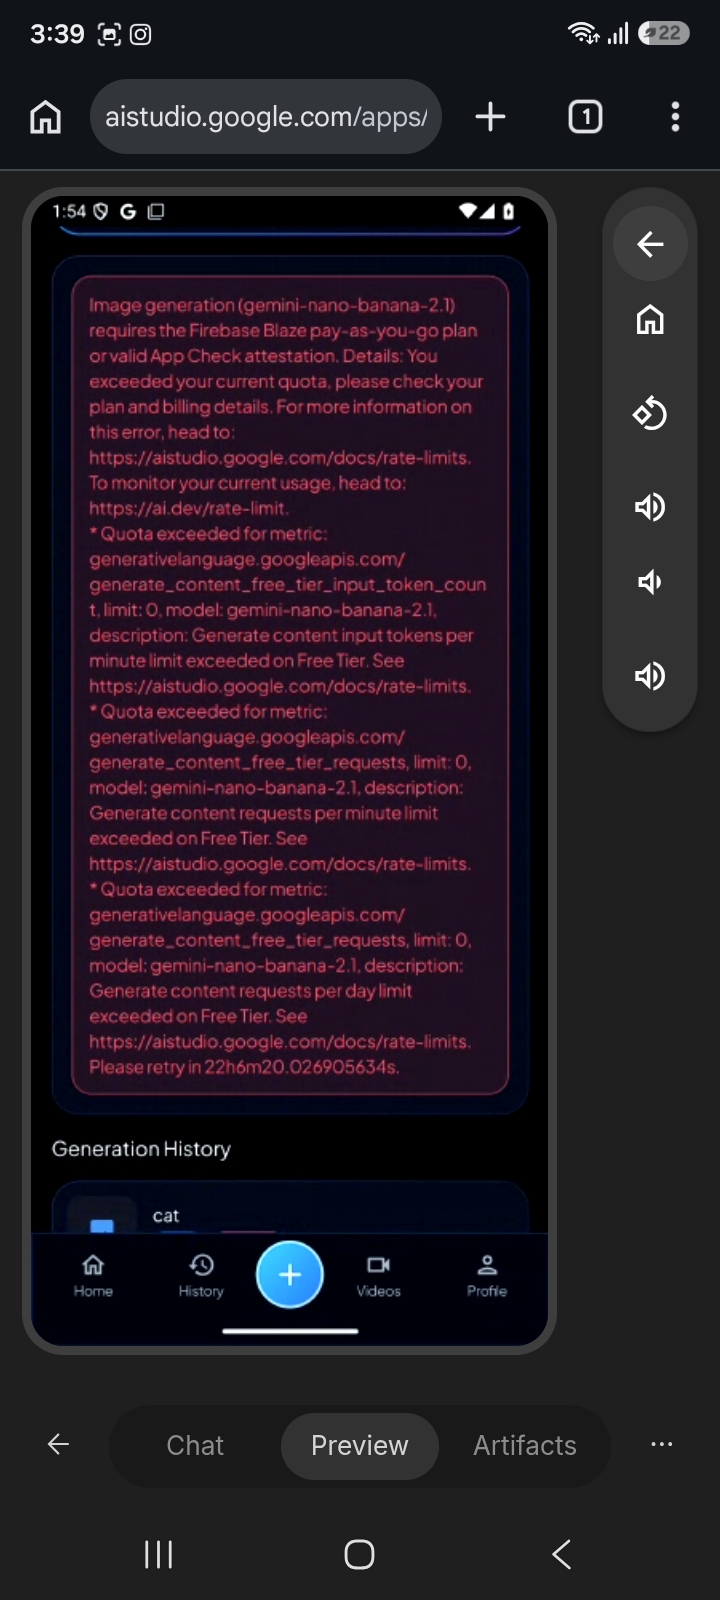 3:39
22
aistudio.google.com/apps/
1
1:54
Image generation (gemini-nano-banana-2.1)
requires the Firebase Blaze pay-as-you-go plan
or valid App Check attestation. Details: You
exceeded your current quota, please check your
plan and billing details. For more information on
this error, head to:
https://aistudio.google.com/docs/rate-limits.
To monitor your current usage, head to:
https://ai.dev/rate-limit.
* Quota exceeded for metric:
generativelanguage.googleapis.com/
generate_content_free_tier_input_token_coun
t, limit: 0, model: gemini-nano-banana-2.1,
description: Generate content input tokens per
minute limit exceeded on Free Tier. See
https://aistudio.google.com/docs/rate-limits.
* Quota exceeded for metric:
generativelanguage.googleapis.com/
generate_content_free_tier_requests, limit: 0,
model: gemini-nano-banana-2.1, description:
Generate content requests per minute limit
exceeded on Free Tier. See
https://aistudio.google.com/docs/rate-limits.
* Quota exceeded for metric:
generativelanguage.googleapis.com/
generate_content_free_tier_requests, limit: 0,
model: gemini-nano-banana-2.1, description:
Generate content requests per day limit
exceeded on Free Tier. See
https://aistudio.google.com/docs/rate-limits.
Please retry in 22h6m20.026905634s.
Generation History
cat
Home History Videos Profile
Chat Preview Artifacts